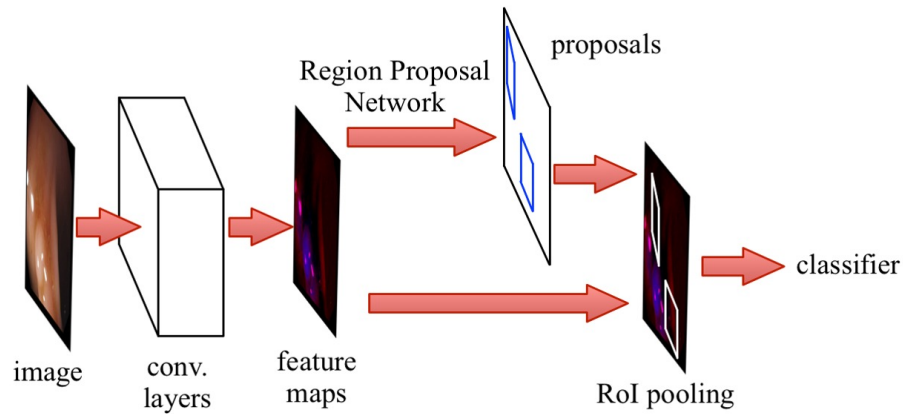 proposals
Region Proposal
Network
image
conv.
layers
feature
maps
RoI pooling
classifier